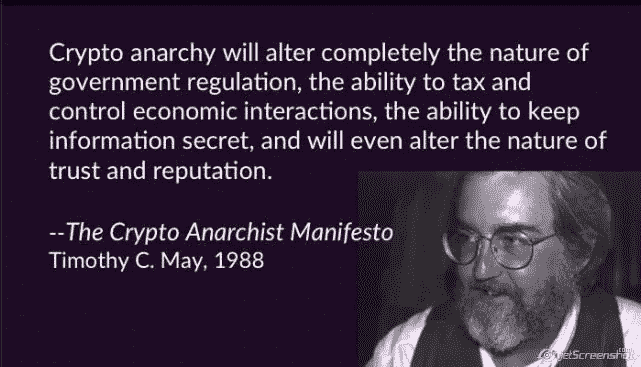 Crypto anarchy will alter completely the nature of
government regulation, the ability to tax and
control economic interactions, the ability to keep
information secret, and will even alter the nature of
trust and reputation.
--The Crypto Anarchist Manifesto
Timothy C. May, 1988